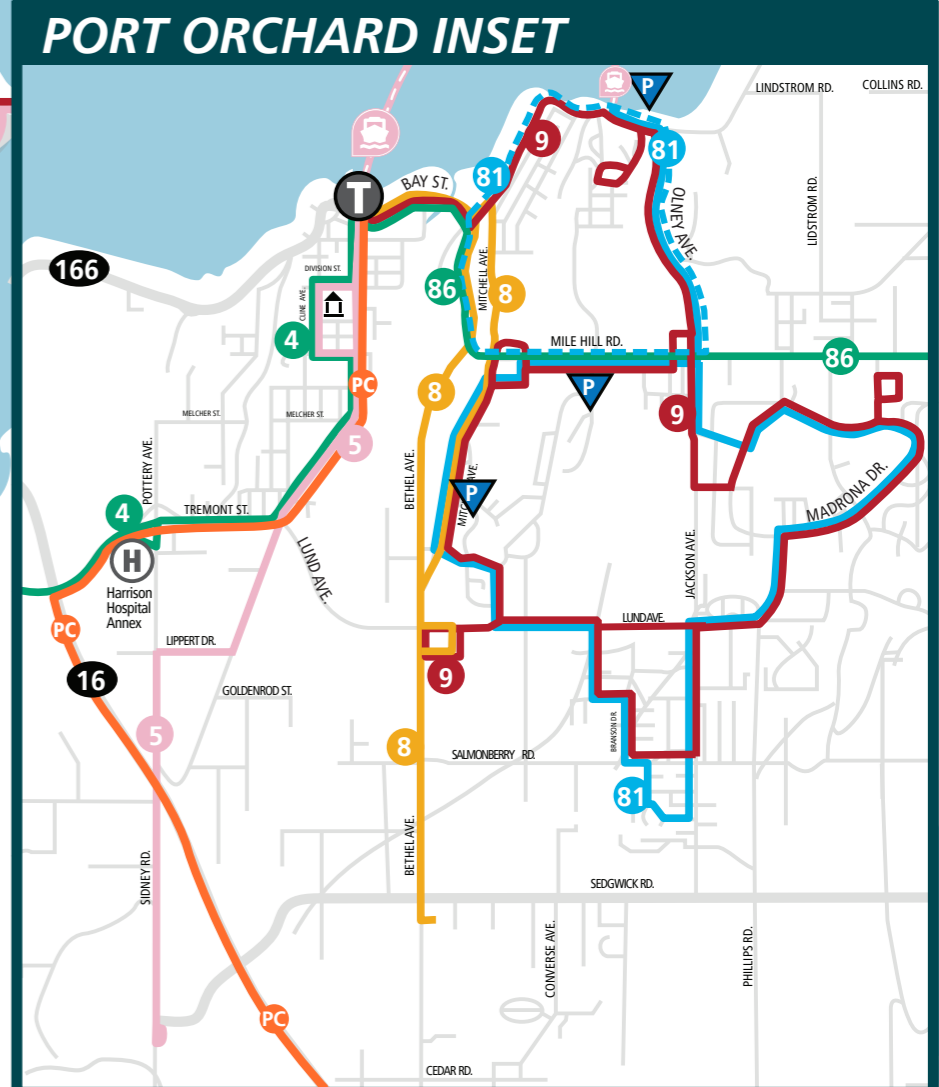 PORT ORCHARD INSET
P
LINDSTROM RD.
COLLINS RD.
9
81
81
T
BAY ST.
OLNEY AVE.
LIDSTROM RD.
166
DIVISION ST.
CLINE AVE.
86
MITCHELL AVE.
8
4
MILE HILL RD.
86
PC
8
P
9
MELCHER ST.
MELCHER ST.
5
POTTERY AVE.
BETHEL AVE.
P
MADRONA DR.
4
TREMONT ST.
LUND AVE.
JACKSON AVE.
H
Harrison
Hospital
Annex
PC
LIPPERT DR.
LUNDAVE.
16
GOLDENROD ST.
9
5
8
SALMONBERRY RD.
BRANSON DR.
81
SIDNEY RD.
BETHEL AVE.
SEDGWICK RD.
CONVERSE AVE.
PHILLIPS RD.
PC
CEDAR RD.